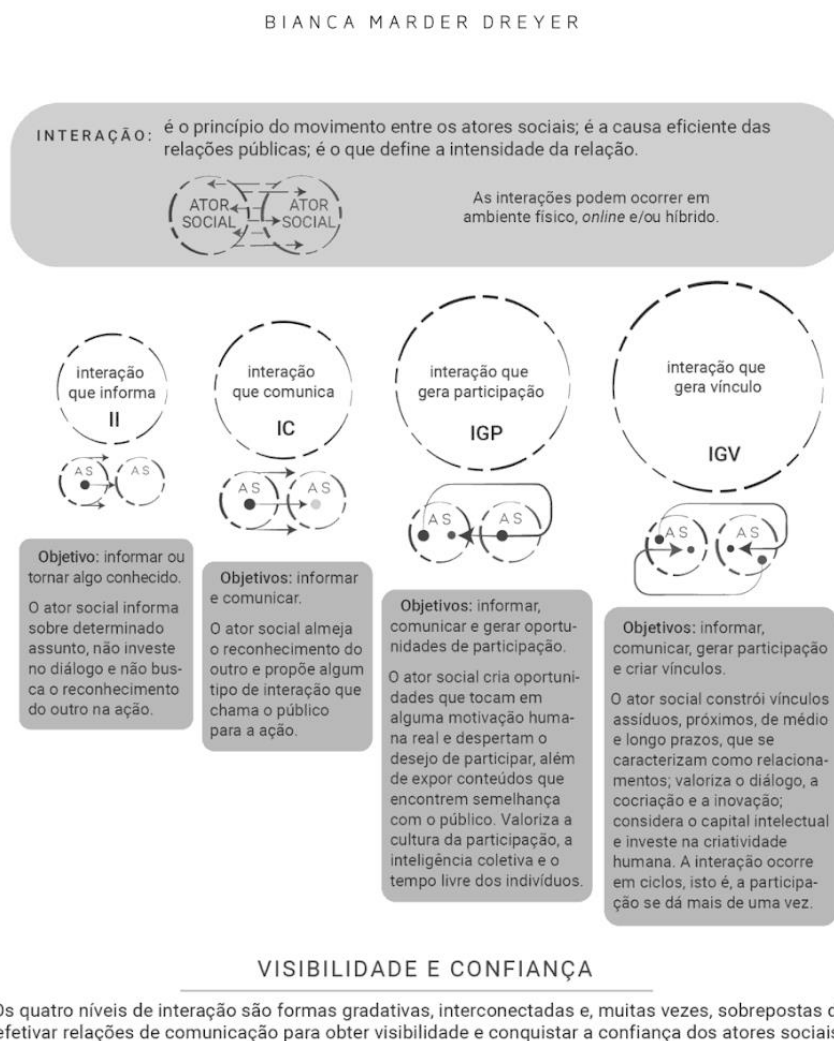 BIANCA MARDER DREYER
INTERAÇÃO: é o princípio do movimento entre os atores sociais; é a causa eficiente das
relações públicas; é o que define a intensidade da relação.
ATOR
SOCIAL
ATOR
SOCIAL
As interações podem ocorrer em
ambiente físico, online e/ou híbrido.
interação
que informa
II
AS
AS
Objetivo: informar ou
tornar algo conhecido.
O ator social informa
sobre determinado
assunto, não investe
no diálogo e não bus-
ca o reconhecimento
do outro na ação.
interação
que comunica
IC
AS
AS
Objetivos: informar
e comunicar.
O ator social almeja
o reconhecimento do
outro e propõe algum
tipo de interação que
chama o público
para a ação.
interação que
gera participação
IGP
AS
AS
Objetivos: informar,
comunicar e gerar oportu-
nidades de participação.
O ator social cria oportuni-
dades que tocam em
alguma motivação huma-
na real e despertam o
desejo de participar, além
de expor conteúdos que
encontrem semelhança
com o público. Valoriza a
cultura da participação, a
inteligência coletiva e o
tempo livre dos indivíduos.
interação que
gera vínculo
IGV
AS
AS
Objetivos: informar,
comunicar, gerar participação
e criar vínculos.
O ator social constrói vínculos
assíduos, próximos, de médio
e longo prazos, que se
caracterizam como relaciona-
mentos; valoriza o diálogo, a
cocriação e a inovação;
considera o capital intelectual
e investe na criatividade
humana. A interação ocorre
em ciclos, isto é, a participa-
ção se dá mais de uma vez.
VISIBILIDADE E CONFIANÇA
Os quatro níveis de interação são formas gradativas, interconectadas e, muitas vezes, sobrepostas
efetivar relações de comunicação para obter visibilidade e conquistar a confiança dos atores sociais